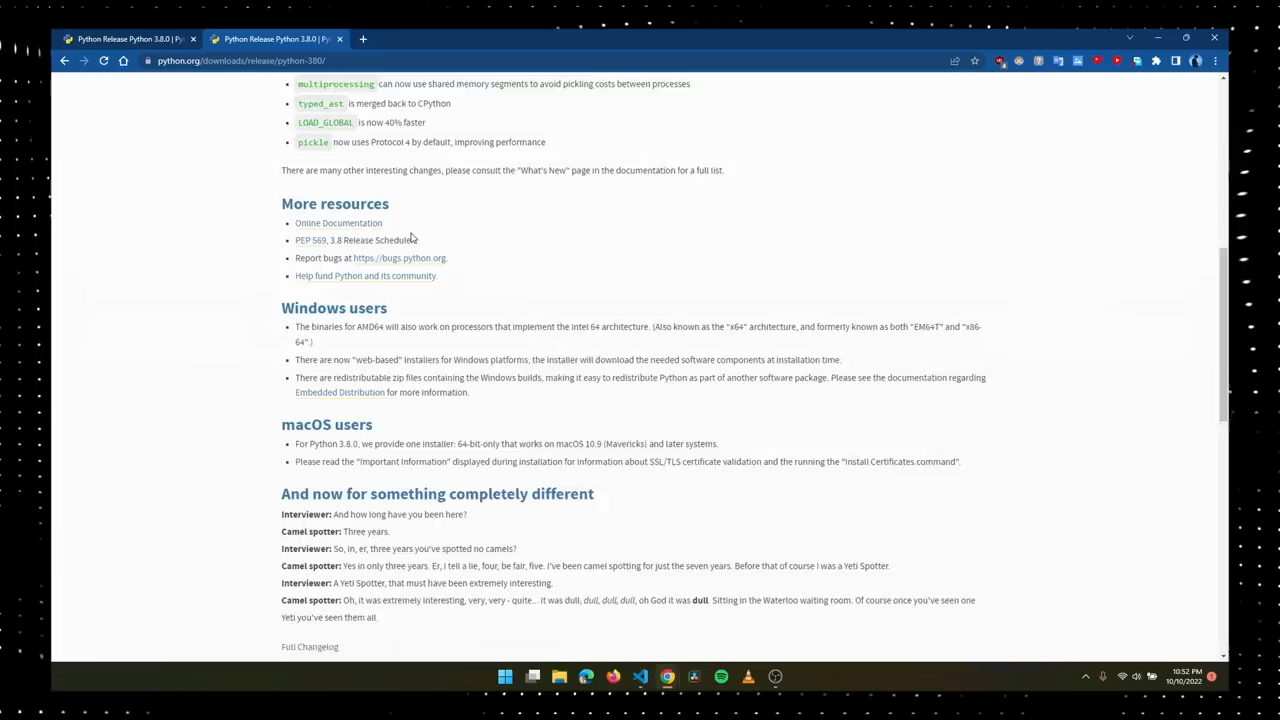 Python Release Python 3.8.0 | Py
Python Release Python 3.8.0 | Py
python.org/downloads/release/python-380/
multiprocessing can now use shared memory segments to avoid pickling costs between processes
typed_ast is merged back to CPython
LOAD_GLOBAL is now 40% faster
pickle now uses Protocol 4 by default, improving performance
There are many other interesting changes, please consult the "What's New" page in the documentation for a full list.
More resources
Online Documentation
PEP 569, 3.8 Release Schedule
Report bugs at https://bugs.python.org.
Help fund Python and its community.
Windows users
The binaries for AMD64 will also work on processors that implement the Intel 64 architecture. (Also known as the "x64" architecture, and formerly known as both "EM64T" and "x86-
64".)
There are now "web-based" installers for Windows platforms; the installer will download the needed software components at installation time.
There are redistributable zip files containing the Windows builds, making it easy to redistribute Python as part of another software package. Please see the documentation regarding
Embedded Distribution for more information.
macOS users
For Python 3.8.0, we provide one installer: 64-bit-only that works on macOS 10.9 (Mavericks) and later systems.
Please read the "Important Information" displayed during installation for information about SSL/TLS certificate validation and the running the "Install Certificates.command".
And now for something completely different
Interviewer: And how long have you been here?
Camel spotter: Three years.
Interviewer: So, in, er, three years you've spotted no camels?
Camel spotter: Yes in only three years. Er, I tell a lie, four, be fair, five. I've been camel spotting for just the seven years. Before that of course I was a Yeti Spotter.
Interviewer: A Yeti Spotter, that must have been extremely interesting.
Camel spotter: Oh, it was extremely interesting, very, very - quite... it was dull, dull, dull, dull, oh God it was dull. Sitting in the Waterloo waiting room. Of course once you've seen one
Yeti you've seen them all.
Full Changelog
10:52 PM
10/10/2022